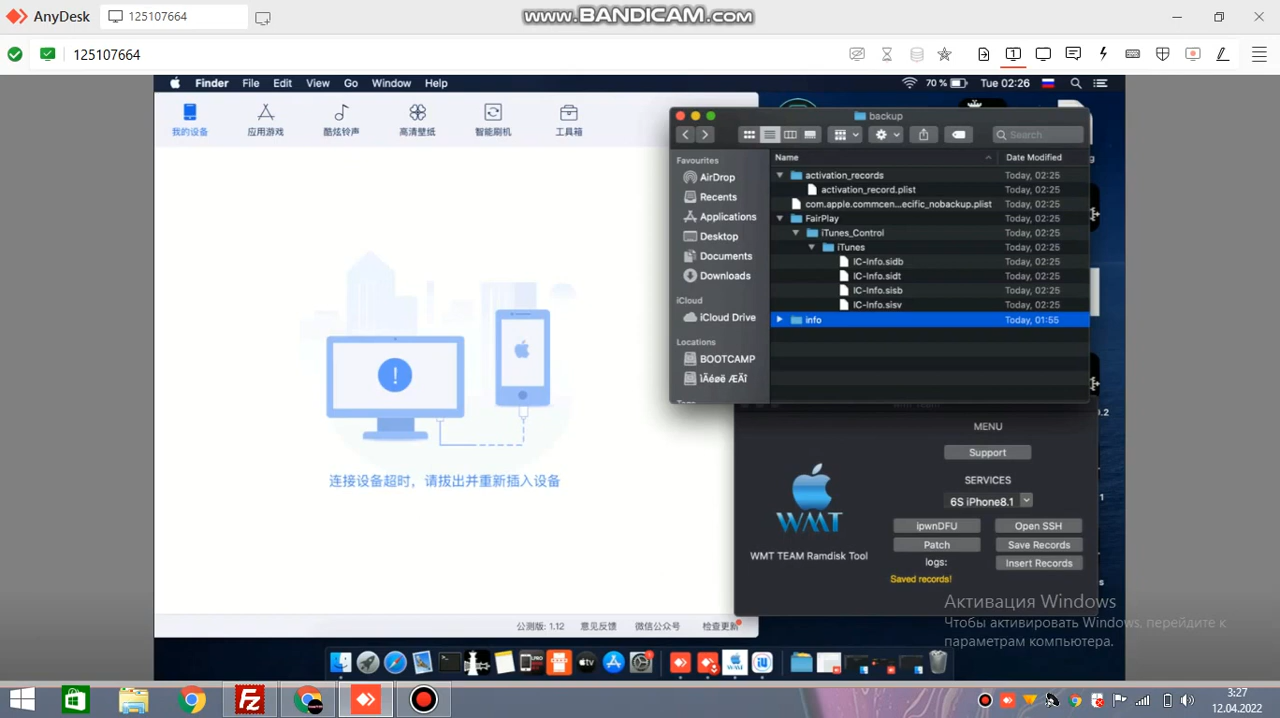 AnyDesk
125107664
www.BANDICAM.com
125107664
1
Finder File Edit View Go Window Help
70 % Tue 02:26
我的设备
应用游戏
酷炫铃声
高清壁纸
智能刷机
工具箱
连接设备超时，请拔出并重新插入设备
公测版: 1.12 意见反馈 微信公众号 检查更新
backup
Search
Favourites
AirDrop
Recents
Applications
Desktop
Documents
Downloads
iCloud
iCloud Drive
Locations
BOOTCAMP
Name Date Modified
activation_records Today, 02:25
activation_record.plist Today, 02:25
com.apple.commcen...ecific_nobackup.plist Today, 02:25
FairPlay Today, 02:25
iTunes_Control Today, 02:25
iTunes Today, 02:25
IC-Info.sidb Today, 02:25
IC-Info.sidt Today, 02:25
IC-Info.sisb Today, 02:25
IC-Info.sisv Today, 02:25
info Today, 01:55
MENU
Support
SERVICES
6S iPhone8.1
ipwnDFU Open SSH
Patch Save Records
logs: Insert Records
Saved records!
WMT
WMT TEAM Ramdisk Tool
Активация Windows
Чтобы активировать Windows, перейдите к
параметрам компьютера.
3:27
12.04.2022